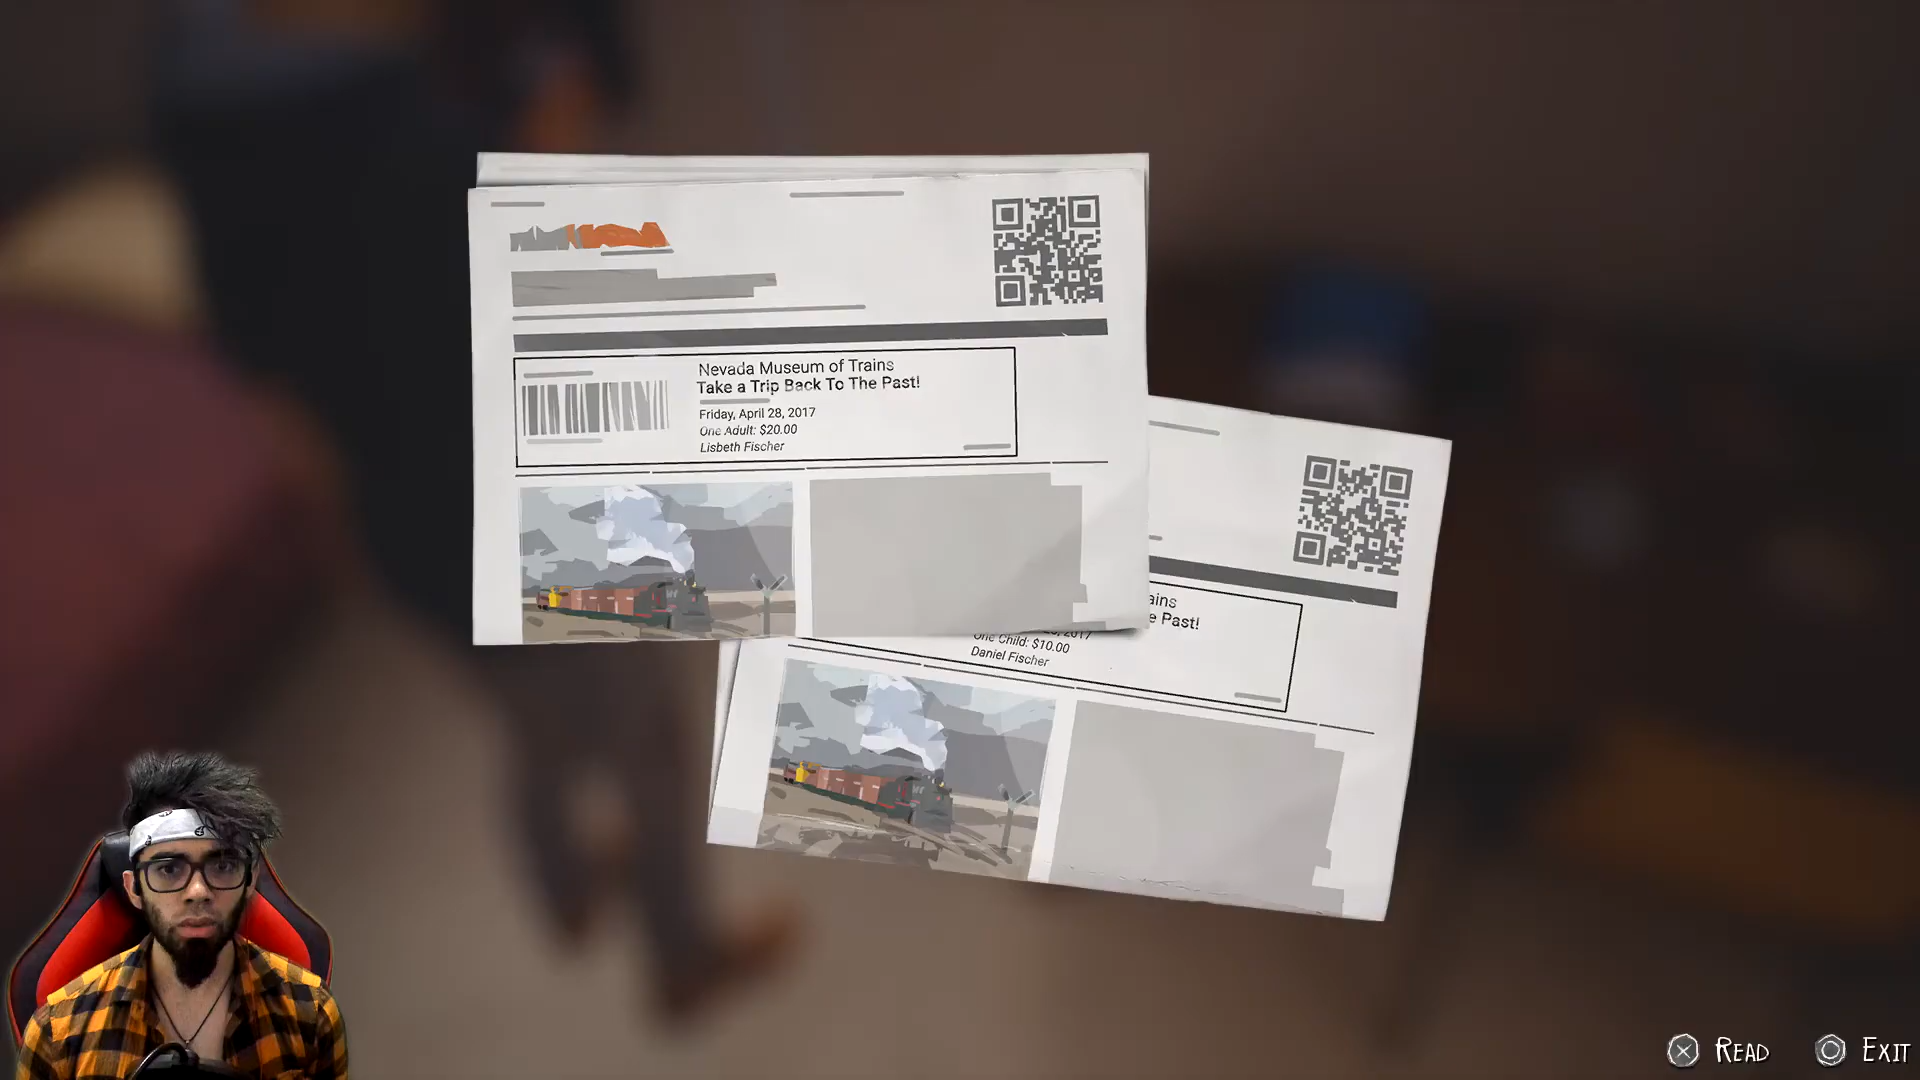 Nevada Museum of Trains
Take a Trip Back To The Past!
Friday, April 28, 2017
One Adult: $20.00
Lisbeth Fischer
ains
e Past!
2017
One Child: $10.00
Daniel Fischer
READ
EXIT